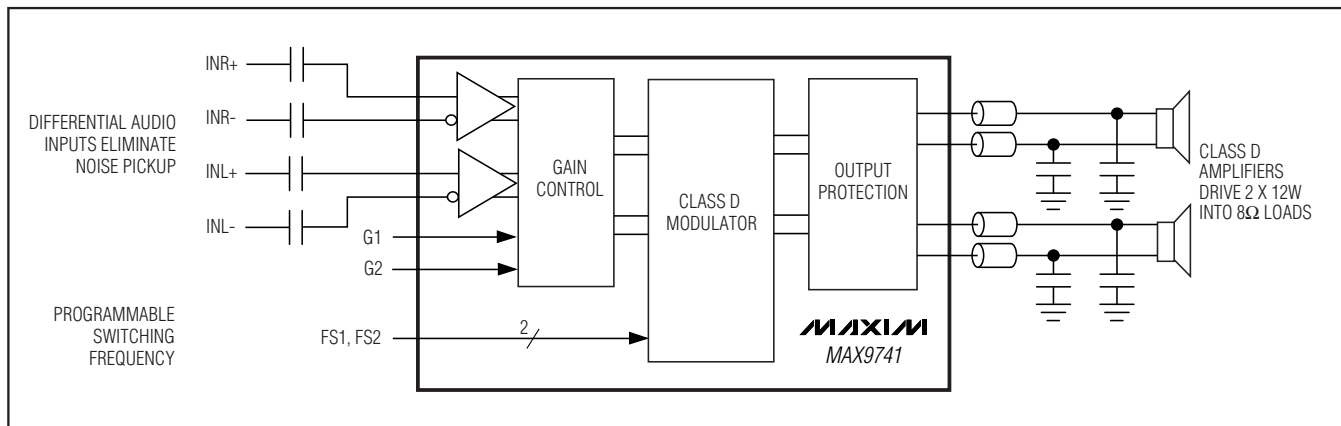 INR+
INR-
DIFFERENTIAL AUDIO
INPUTS ELIMINATE
NOISE PICKUP
INL+
INL-
G1
G2
PROGRAMMABLE
SWITCHING
FREQUENCY
FS1, FS2
2
GAIN
CONTROL
CLASS D
MODULATOR
OUTPUT
PROTECTION
MAXIM
MAX9741
CLASS D
AMPLIFIERS
DRIVE 2 X 12W
INTO 8Ω LOADS